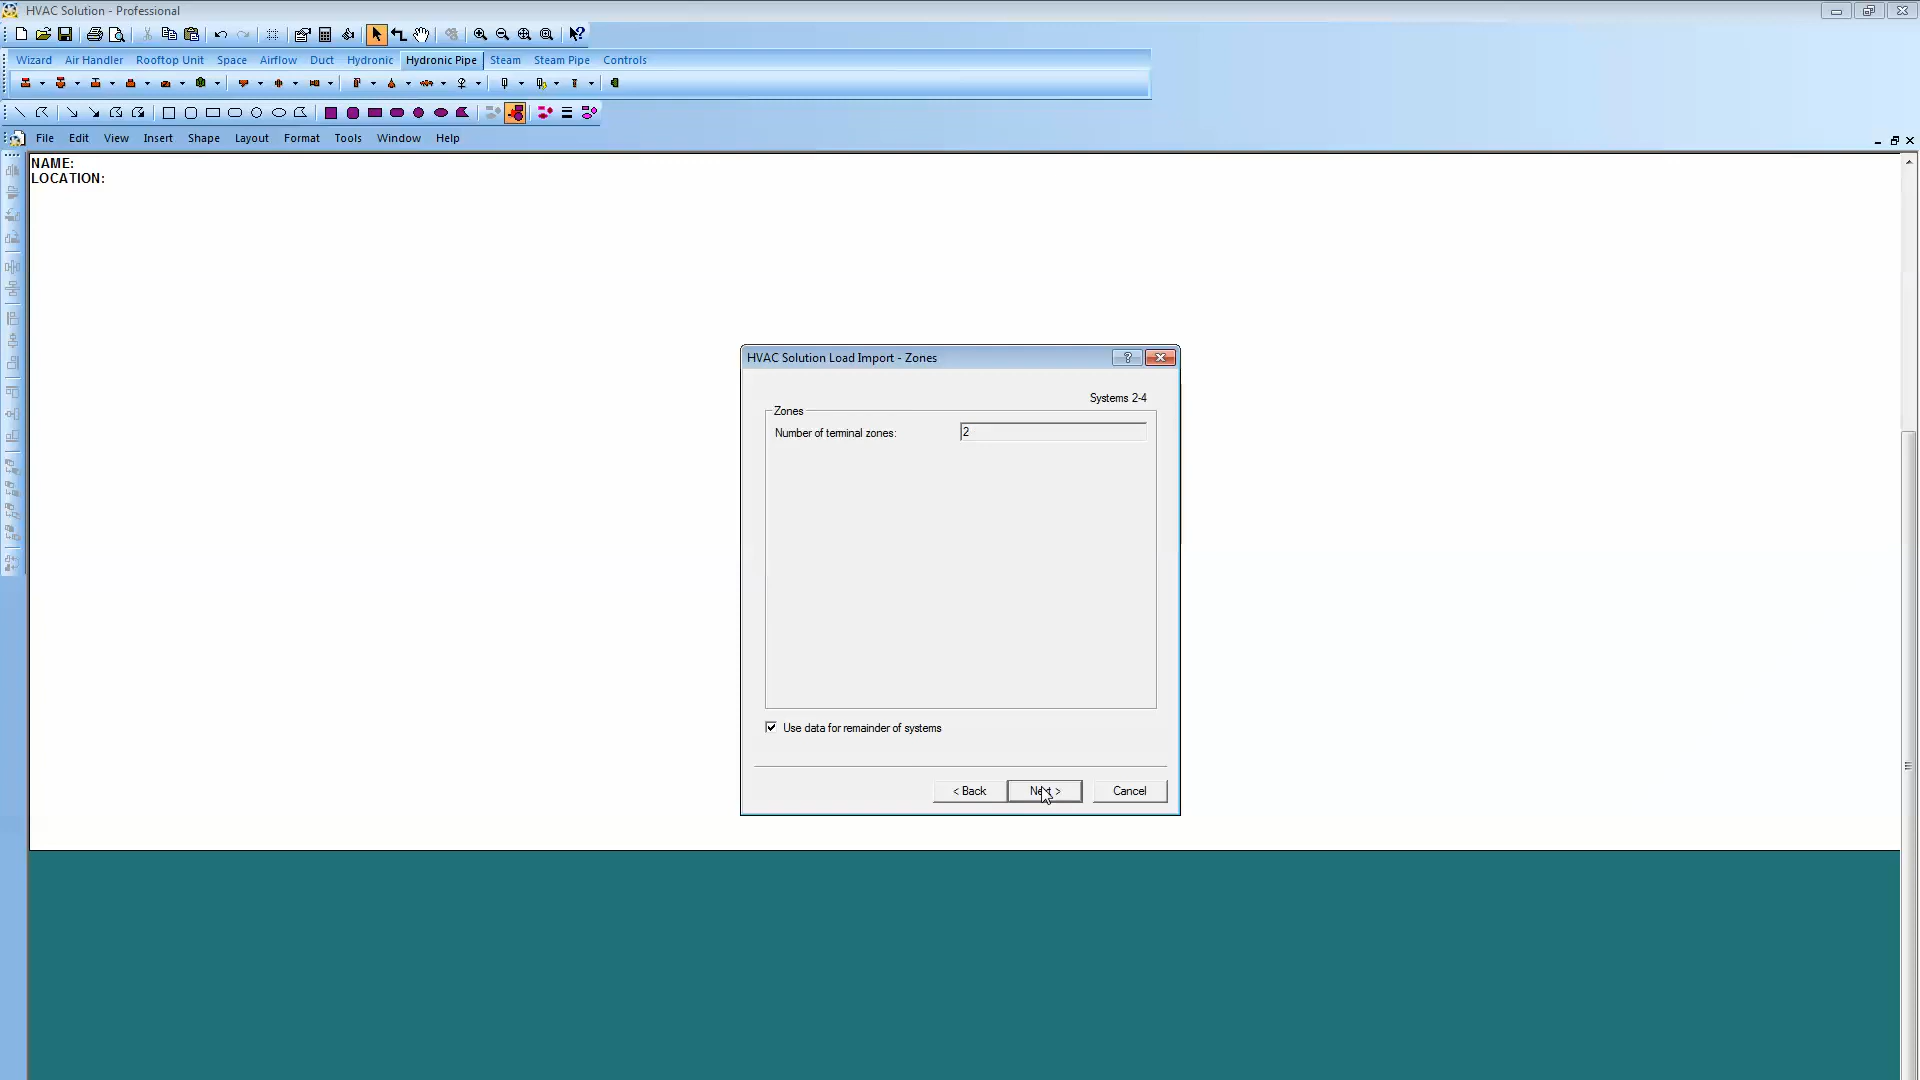 HVAC Solution - Professional
Wizard Air Handler Rooftop Unit Space Airflow Duct Hydronic Hydronic Pipe Steam Steam Pipe Controls
File Edit View Insert Shape Layout Format Tools Window Help
NAME:
LOCATION:
HVAC Solution Load Import - Zones
Systems 2-4
Zones
Number of terminal zones: 2
Use data for remainder of systems
< Back Next > Cancel